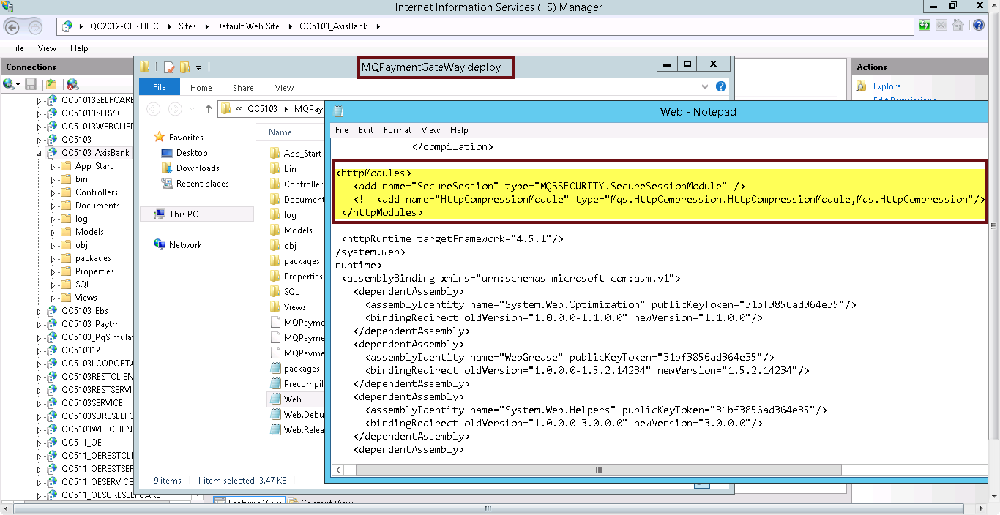 Internet Information Services (IIS) Manager
QC2012-CERTIFIC
Sites
Default Web Site
QC5103_AxisBank
File View Help
Connections
QC51013SELFCARE
QC51013SERVICE
QC51013WEBCLIEN
QC5103
QC5103_AxisBank
App_Start
bin
Controllers
Documents
log
Models
obj
packages
Properties
SQL
Views
QC5103_Ebs
QC5103_Paytm
QC5103_PgSimulat
QC510312
QC5103LCOPORTA
QC5103RESTCLIEN
QC5103RESTSERVI
QC5103SERVICE
QC5103SURESELFC
QC5103WEBCLIENT
QC511_OE
QC511_OERESTCLI
QC511_OERESTSER
QC511_OESERVICE
QC511_OESURESELFCARE
MQPaymentGateWay.deploy
File Home Share View
« QC5103 MQPayı
Favorites
Desktop
Downloads
Recent places
This PC
Network
Name
App_Start
bin
Controller
Document
log
Models
obj
packages
Properties
SQL
Views
MQPayme
MQPayme
MQPayme
packages
Precompil
Web
Web.Debu
Web.Relea
19 items 1 item selected 3.47 KB
Features View Content View
Actions
Explore
Edit Permissions
Web - Notepad
File Edit Format View Help
</compilation>
<httpModules>
<add name="SecureSession" type="MQSSECURITY.SecureSessionModule" />
<!--<add name="HttpCompressionModule" type="Mqs.HttpCompression.HttpCompressionModule,Mqs.HttpCompression"/>
</httpModules>
<httpRuntime targetFramework="4.5.1"/>
/system.web>
runtime>
<assemblyBinding xmlns="urn:schemas-microsoft-com:asm.v1">
<dependentAssembly>
<assemblyIdentity name="System.Web.Optimization" publicKeyToken="31bf3856ad364e35"/>
<bindingRedirect oldVersion="1.0.0.0-1.1.0.0" newVersion="1.1.0.0"/>
</dependentAssembly>
<dependentAssembly>
<assemblyIdentity name="WebGrease" publicKeyToken="31bf3856ad364e35"/>
<bindingRedirect oldVersion="1.0.0.0-1.5.2.14234" newVersion="1.5.2.14234"/>
</dependentAssembly>
<dependentAssembly>
<assemblyIdentity name="System.Web.Helpers" publicKeyToken="31bf3856ad364e35"/>
<bindingRedirect oldVersion="1.0.0.0-3.0.0.0" newVersion="3.0.0.0"/>
</dependentAssembly>
<dependentAssembly>